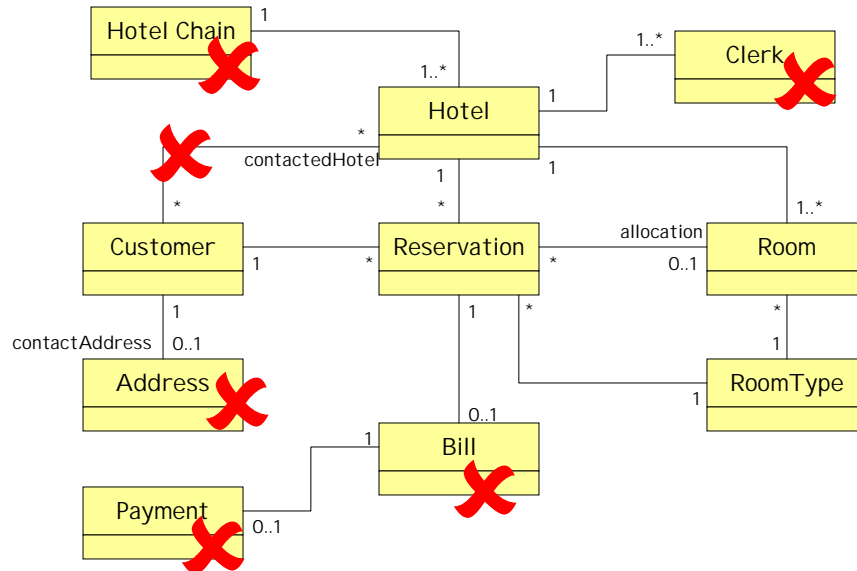 Hotel Chain
1
1..*
Clerk
1..*
1
Hotel
*
contactedHotel
1
1
*
*
1..*
Customer
1
*
Reservation
*
allocation
0..1
Room
1
contactAddress
0..1
1
*
*
1
Address
RoomType
1
0..1
1
Bill
Payment
0..1